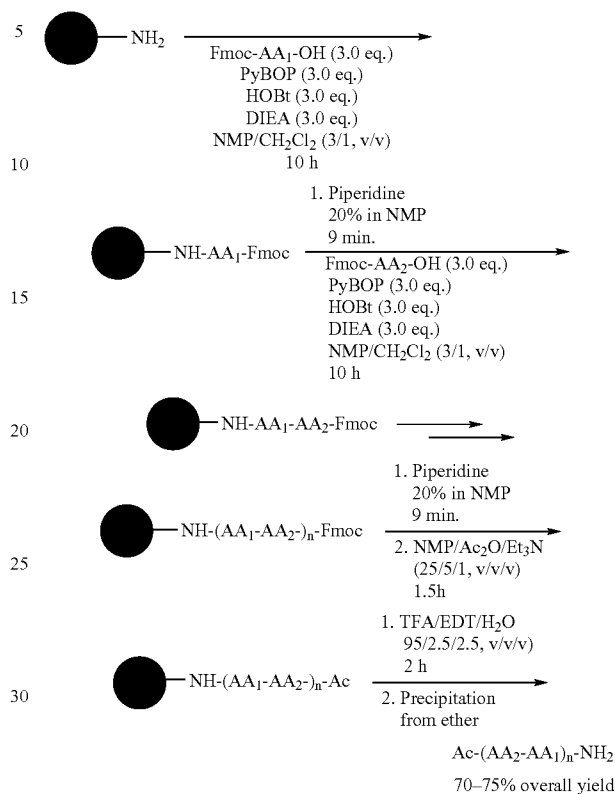 5
NH2
Fmoc-AA1-OH (3.0 eq.)
PyBOP (3.0 eq.)
HOBt (3.0 eq.)
DIEA (3.0 eq.)
NMP/CH2Cl2 (3/1, v/v)
10
10 h
1. Piperidine
20% in NMP
9 min.
NH-AA1-Fmoc
Fmoc-AA2-OH (3.0 eq.)
15
PyBOP (3.0 eq.)
HOBt (3.0 eq.)
DIEA (3.0 eq.)
NMP/CH2Cl2 (3/1, v/v)
10 h
20
NH-AA1-AA2-Fmoc
1. Piperidine
20% in NMP
9 min.
NH-(AA1-AA2-)n-Fmoc
25
2. NMP/Ac2O/Et3N
(25/5/1, v/v/v)
1.5h
1. TFA/EDT/H2O
95/2.5/2.5, v/v/v)
2 h
NH-(AA1-AA2-)n-Ac
30
2. Precipitation
from ether
Ac-(AA2-AA1)n-NH2
70–75% overall yield